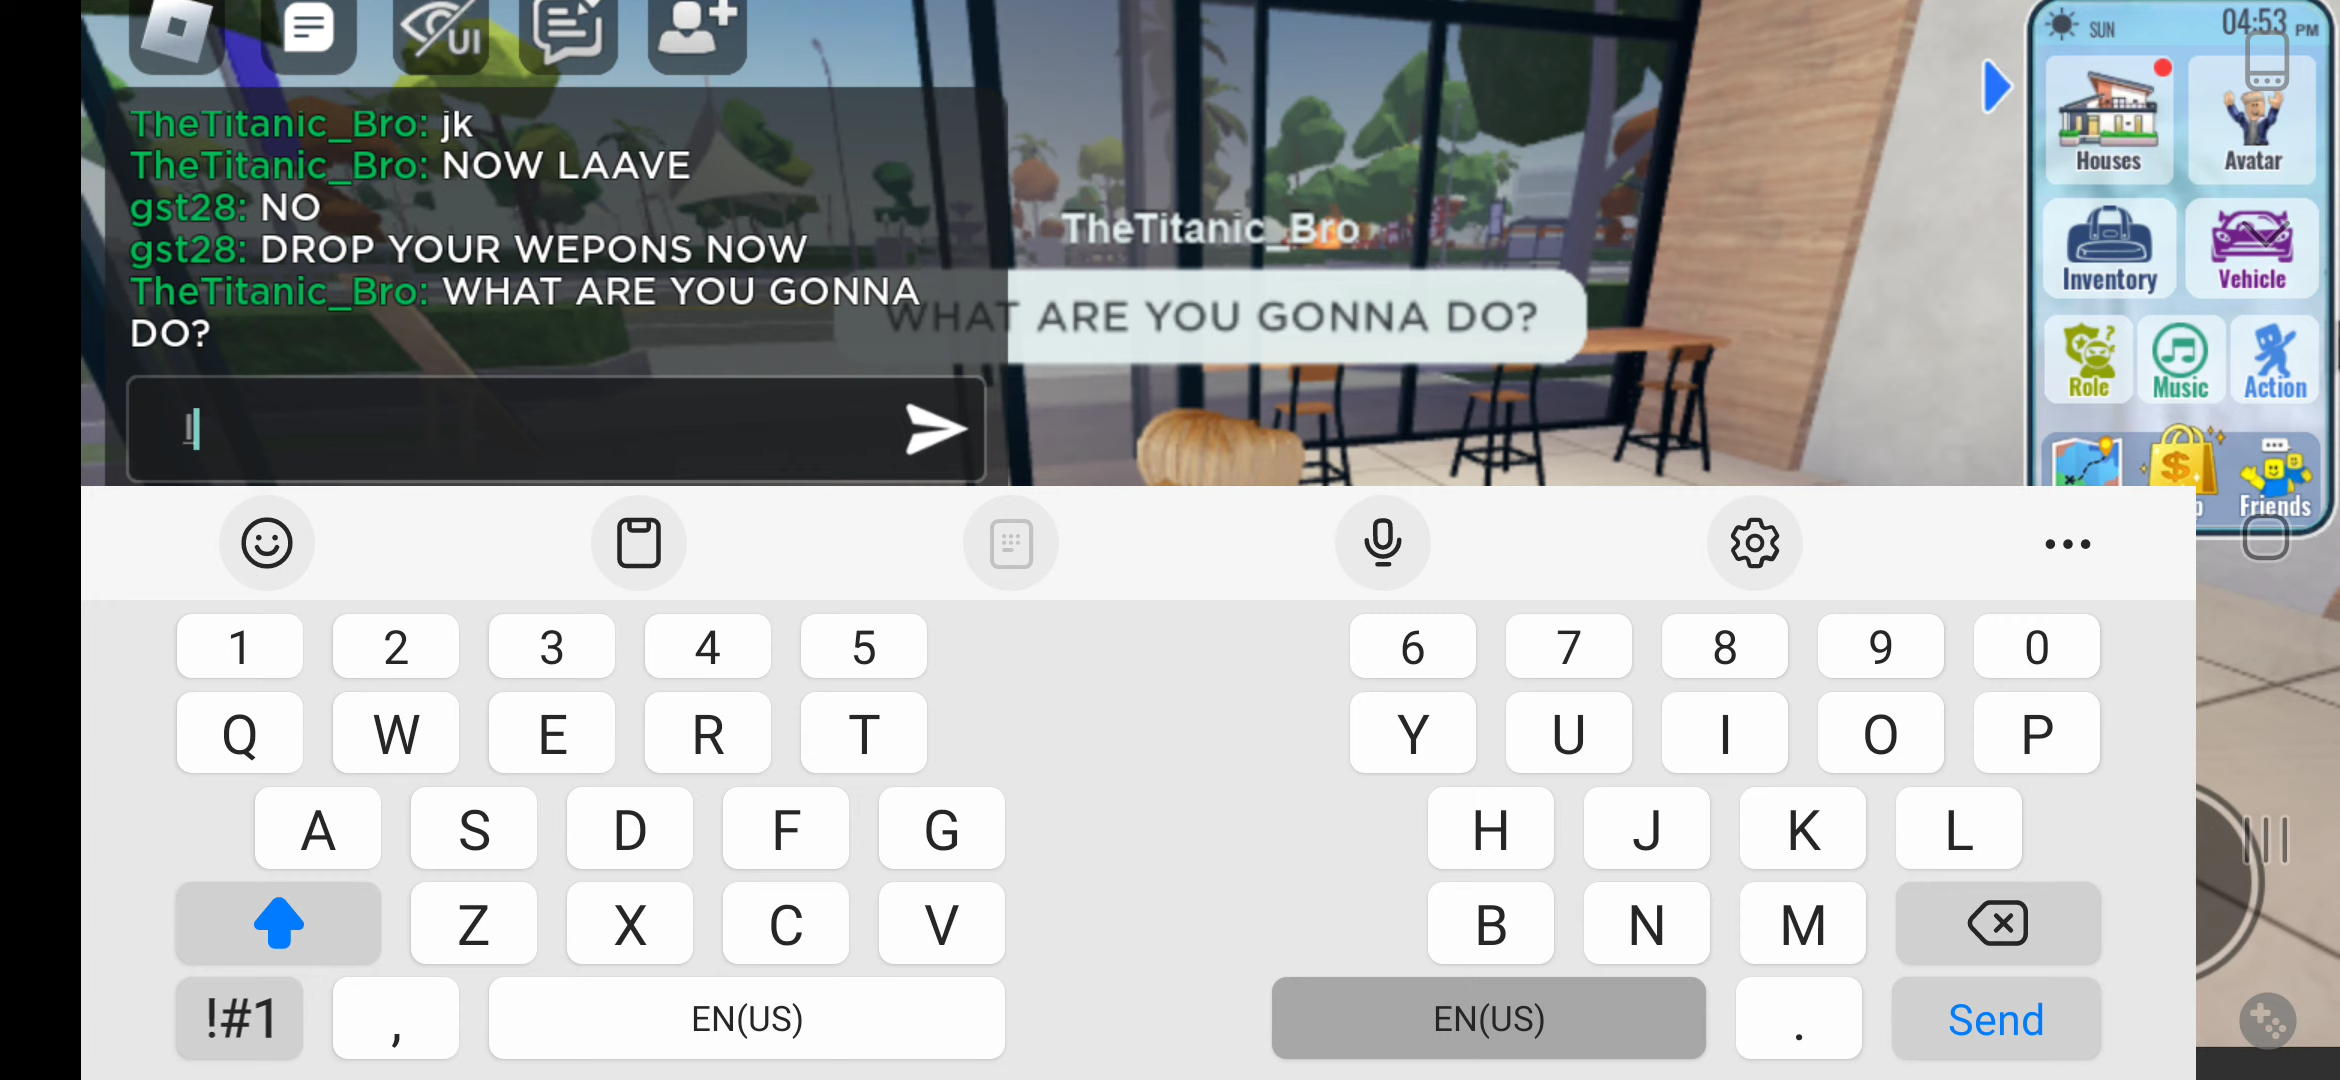 UI
SUN
04:53 PM
TheTitanic_Bro: jk
TheTitanic_Bro: NOW LAAVE
gst28: NO
gst28: DROP YOUR WEPONS NOW
TheTitanic_Bro: WHAT ARE YOU GONNA
DO?
TheTitanic_Bro
WHAT ARE YOU GONNA DO?
Houses
Avatar
Inventory
Vehicle
Role
Music
Action
Friends
1 2 3 4 5 6 7 8 9 0
Q W E R T Y U I O P
A S D F G H J K L
Z X C V B N M
!#1 , EN(US) EN(US) . Send